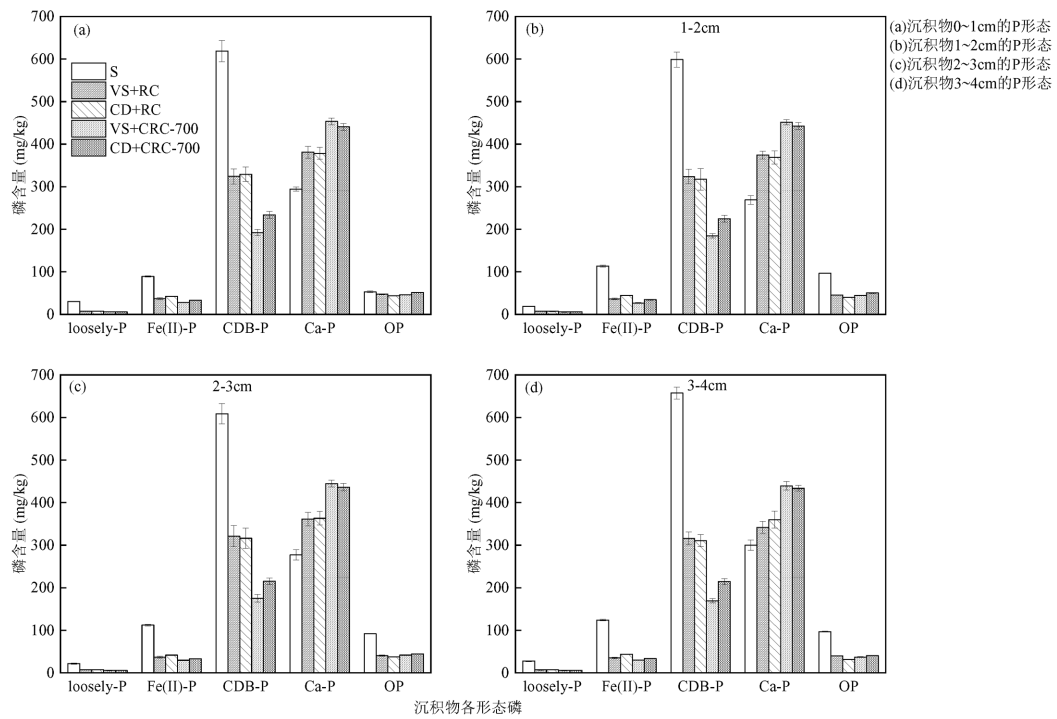 (a)沉积物0~1cm的P形态
(b)沉积物1~2cm的P形态
(c)沉积物2~3cm的P形态
(d)沉积物3~4cm的P形态
(a)
S
VS+RC
CD+RC
VS+CRC-700
CD+CRC-700
磷含量 (mg/kg)
700
600
500
400
300
200
100
0
loosely-P Fe(II)-P CDB-P Ca-P OP
(b) 1-2cm
磷含量 (mg/kg)
700
600
500
400
300
200
100
0
loosely-P Fe(II)-P CDB-P Ca-P OP
(c) 2-3cm
磷含量 (mg/kg)
700
600
500
400
300
200
100
0
loosely-P Fe(II)-P CDB-P Ca-P OP
(d) 3-4cm
磷含量 (mg/kg)
700
600
500
400
300
200
100
0
loosely-P Fe(II)-P CDB-P Ca-P OP
沉积物各形态磷